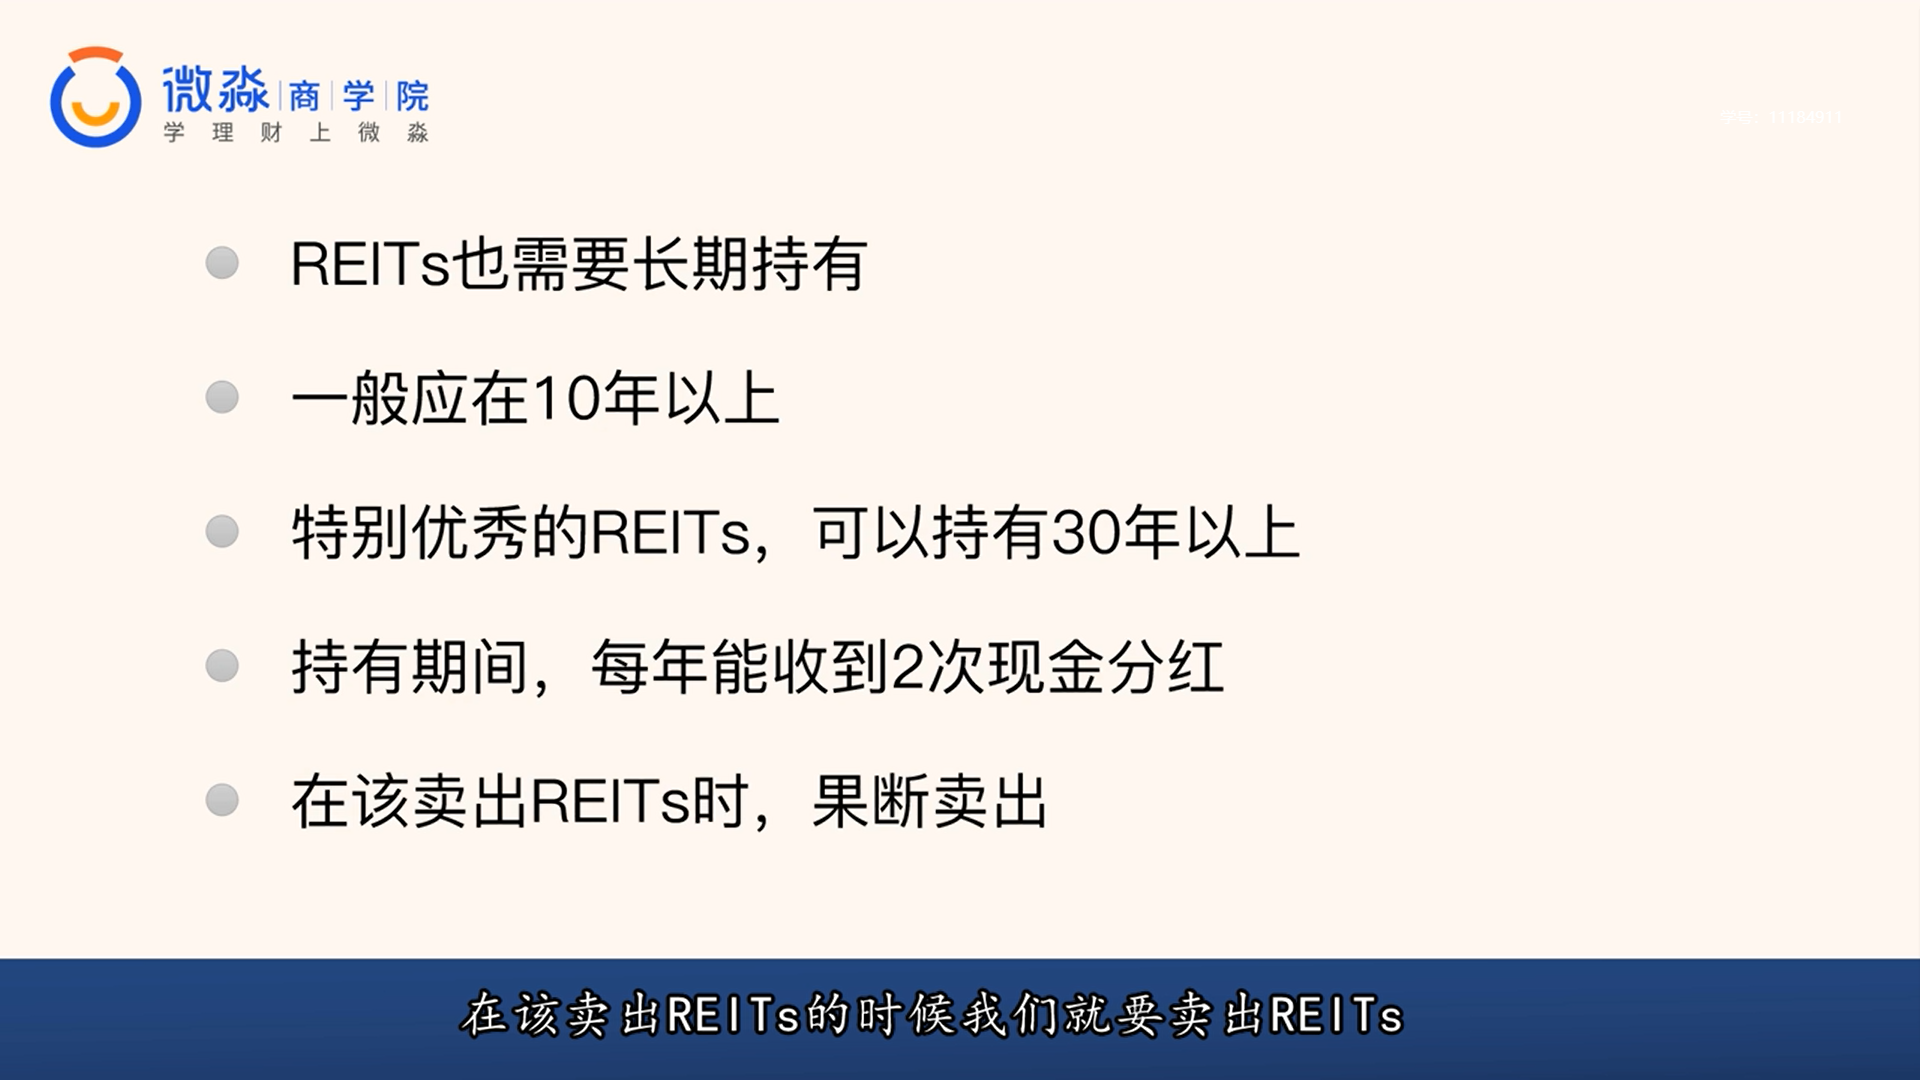 微淼商学院
学理财上微淼
学号：11184911
REITs也需要长期持有
一般应在10年以上
特别优秀的REITs，可以持有30年以上
持有期间，每年能收到2次现金分红
在该卖出REITs时，果断卖出
在该卖出REITs的时候我们就要卖出REITs